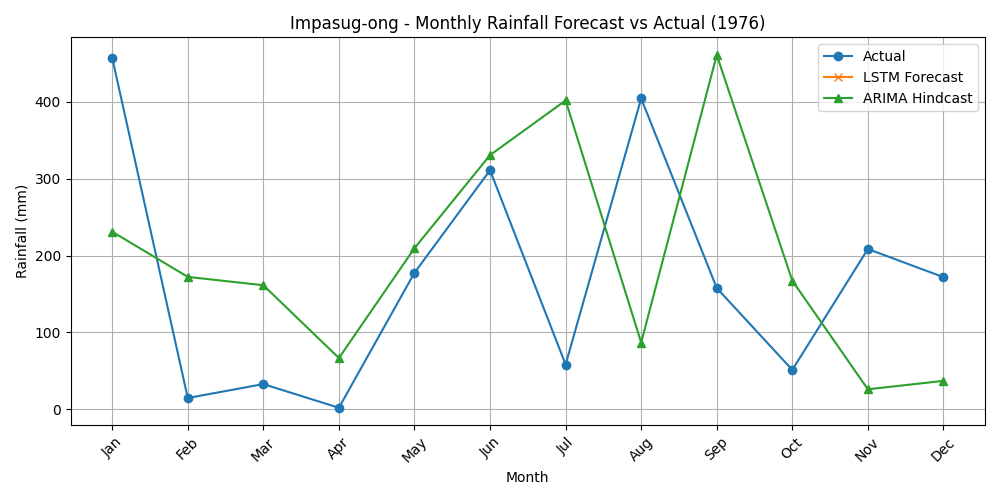 Impasug-ong - Monthly Rainfall Forecast vs Actual (1976)
Actual
LSTM Forecast
ARIMA Hindcast
Rainfall (mm)
400
300
200
100
0
Jan
Feb
Mar
Apr
May
Jun
Jul
Aug
Sep
Oct
Nov
Dec
Month